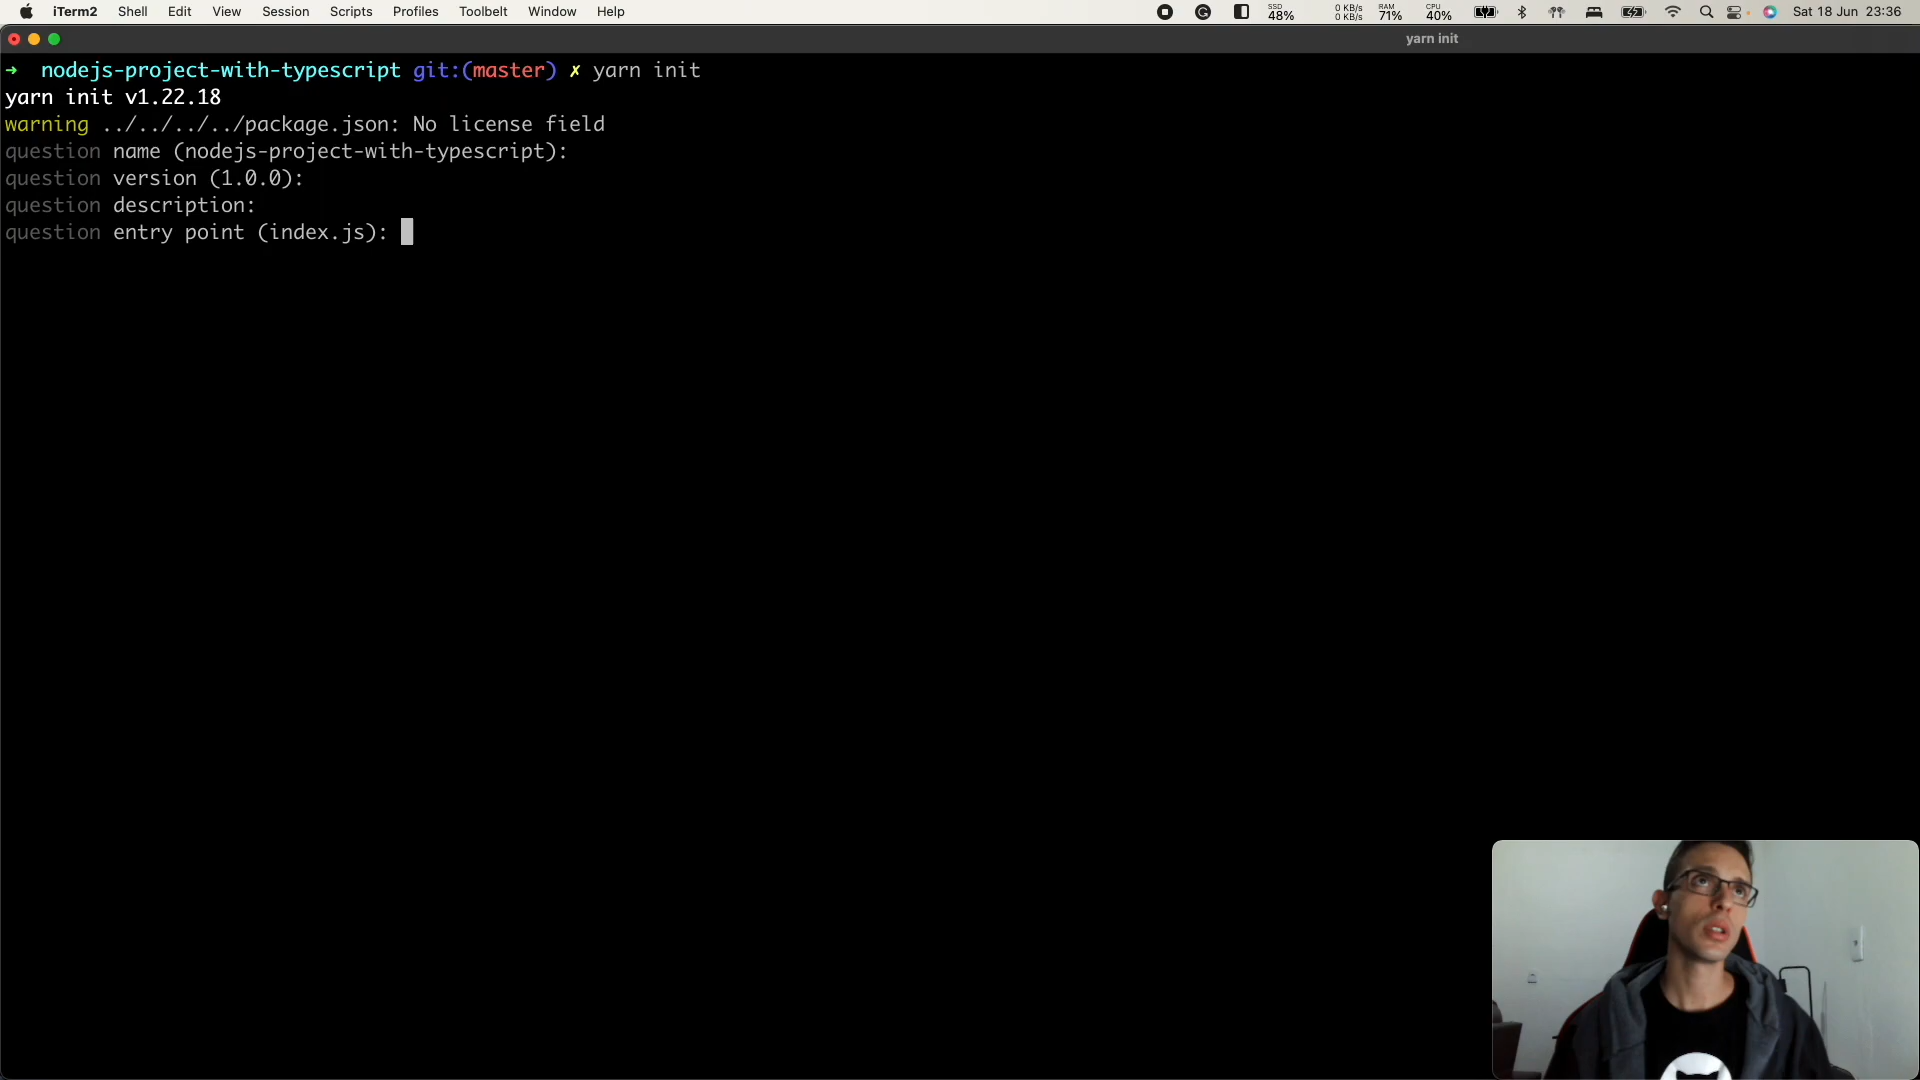 iTerm2 Shell Edit View Session Scripts Profiles Toolbelt Window Help SSD 48% 0 KB/s 0 KB/s RAM 71% CPU 40% Sat 18 Jun 23:36
yarn init
➜ nodejs-project-with-typescript git:(master) ✗ yarn init
yarn init v1.22.18
warning ../../../../package.json: No license field
question name (nodejs-project-with-typescript):
question version (1.0.0):
question description:
question entry point (index.js):